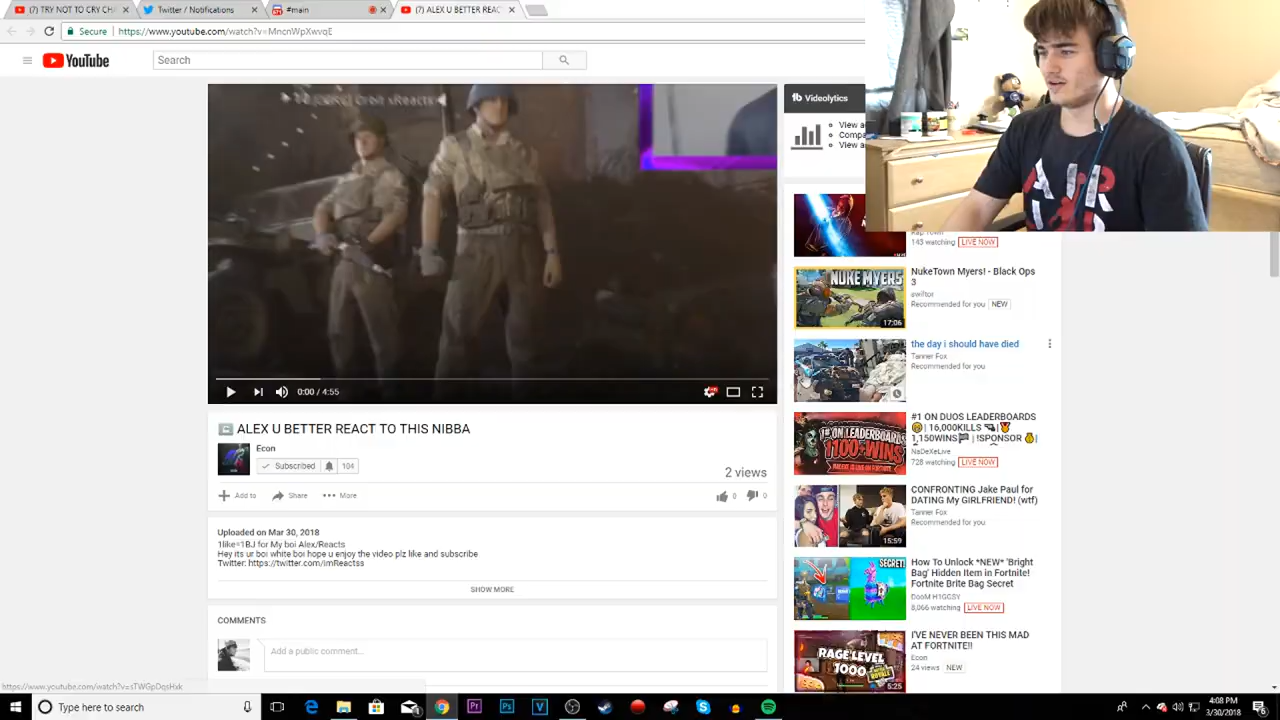 (7) TRY NOT TO CRY CH
Twitter / Notifications
#main
(7) ALEX U BETTER REAC
Secure
https://www.youtube.com/watch?v=MncnWpXwvqE
YouTube
Search
Videolytics
View a
Compa
View a
143 watching LIVE NOW
NUKE MYERS
17:06
NukeTown Myers! - Black Ops
3
awiftor
Recommended for you NEW
the day i should have died
Tanner Fox
Recommended for you
0:00 / 4:55
#1 ON LEADERBOARDS
1100+WINS
#1 ON DUOS LEADERBOARDS
| 16,000KILLS
1,150WINS | !SPONSOR |
NaDeXeLive
728 watching LIVE NOW
ALEX U BETTER REACT TO THIS NIBBA
Econ
Subscribed 104
2 views
Add to Share More
0 0
15:59
CONFRONTING Jake Paul for
DATING My GIRLFRIEND! (wtf)
Tanner Fox
Recommended for you
Uploaded on Mar 30, 2018
1like=1BJ for My boi Alex/Reacts
Hey its ur boi white boi hope u enjoy the video plz like and subscribe
Twitter: https://twitter.com/imReactss
SHOW MORE
SECRET!
How To Unlock *NEW* 'Bright
Bag' Hidden Item in Fortnite!
Fortnite Brite Bag Secret
DooM H1GGSY
8,066 watching LIVE NOW
COMMENTS
Add a public comment...
RAGE LEVEL
1000
5:25
I'VE NEVER BEEN THIS MAD
AT FORTNITE!!
Econ
24 views NEW
AIR
Type here to search
4:08 PM
3/30/2018